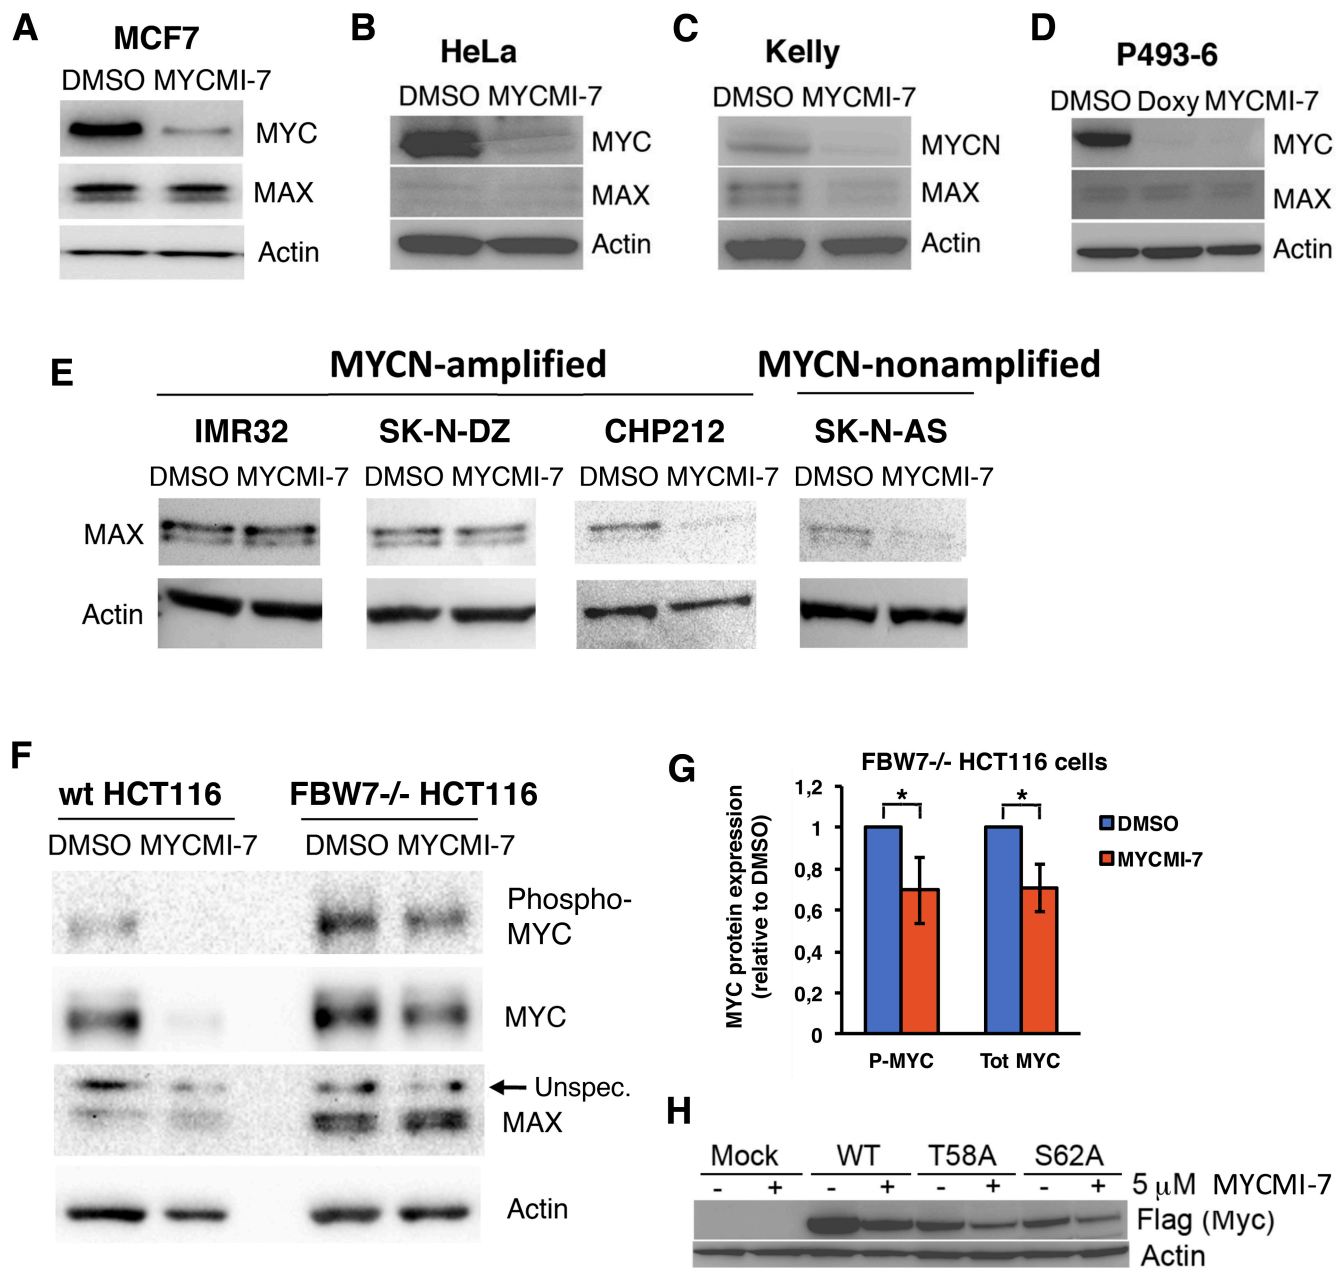 A
MCF7
DMSO MYCMI-7
MYC
MAX
Actin
B
HeLa
DMSO MYCMI-7
MYC
MAX
Actin
C
Kelly
DMSO MYCMI-7
MYCN
MAX
Actin
D
P493-6
DMSO Doxy MYCMI-7
MYC
MAX
Actin
E
MYCN-amplified
MYCN-nonamplified
IMR32
SK-N-DZ
CHP212
SK-N-AS
DMSO MYCMI-7
DMSO MYCMI-7
DMSO MYCMI-7
DMSO MYCMI-7
MAX
Actin
F
wt HCT116
FBW7-/- HCT116
DMSO MYCMI-7
DMSO MYCMI-7
Phospho-
MYC
MYC
Unspec.
MAX
Actin
G
FBW7-/- HCT116 cells
MYC protein expression
(relative to DMSO)
1,2
1
0,8
0,6
0,4
0,2
0
*
*
P-MYC
Tot MYC
DMSO
MYCMI-7
H
Mock WT T58A S62A
- + - + - + - + 5 µM MYCMI-7
Flag (Myc)
Actin